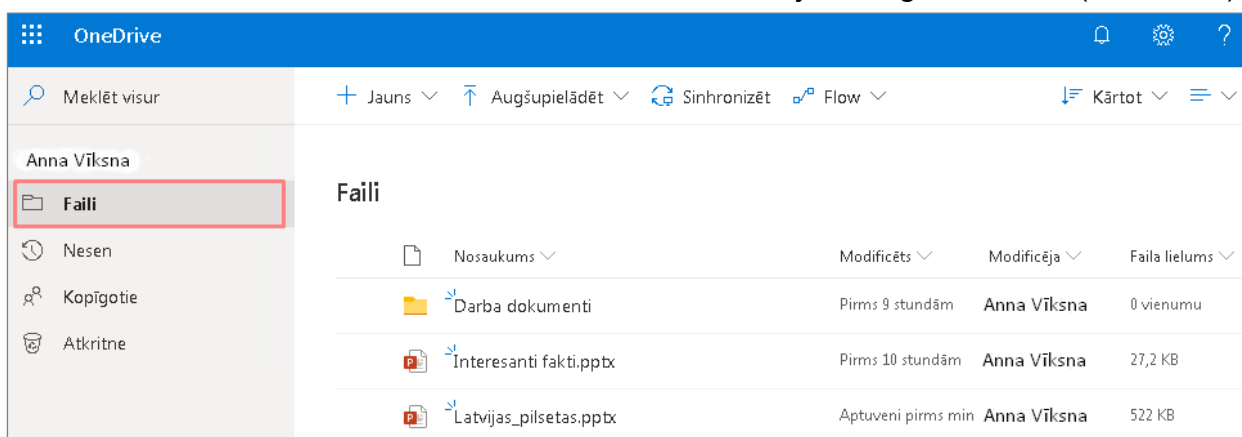 OneDrive ?
Meklēt visur
Jauns Augšupielādēt Sinhronizēt Flow Kārtot
Anna Vīksna
Faili
Nesen
Kopīgotie
Atkritne
Faili
Nosaukums Modificēts Modificēja Faila lielums
Darba dokumenti Pirms 9 stundām Anna Vīksna 0 vienumu
Interesanti fakti.pptx Pirms 10 stundām Anna Vīksna 27,2 KB
Latvijas_pilsetas.pptx Aptuveni pirms min Anna Vīksna 522 KB